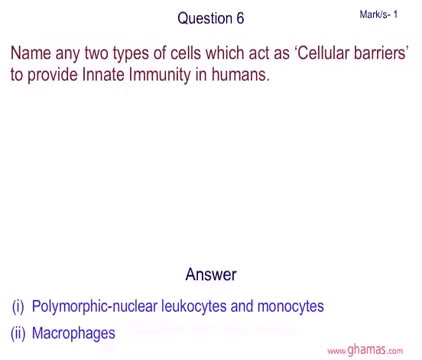 Question 6
Mark/s- 1
Name any two types of cells which act as ‘Cellular barriers’
to provide Innate Immunity in humans.
Answer
(i) Polymorphic-nuclear leukocytes and monocytes
(ii) Macrophages
www.ghamas.com